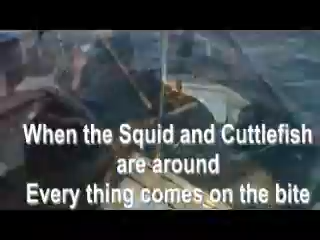 When the Squid and Cuttlefish
are around
Every thing comes on the bite